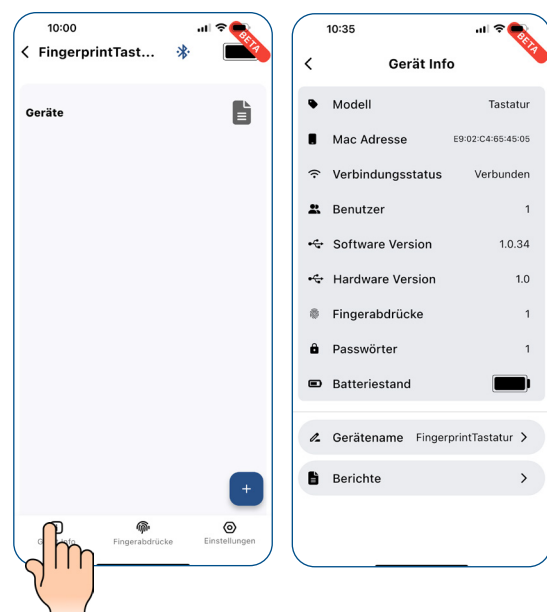 10:00
BETA
FingerprintTast...
Geräte
Fingerabdrücke
Einstellungen
10:35
BETA
Gerät Info
Modell Tastatur
Mac Adresse E9:02:C4:65:45:05
Verbindungsstatus Verbunden
Benutzer 1
Software Version 1.0.34
Hardware Version 1.0
Fingerabdrücke 1
Passwörter 1
Batteriestand
Gerätename FingerprintTastatur
Berichte